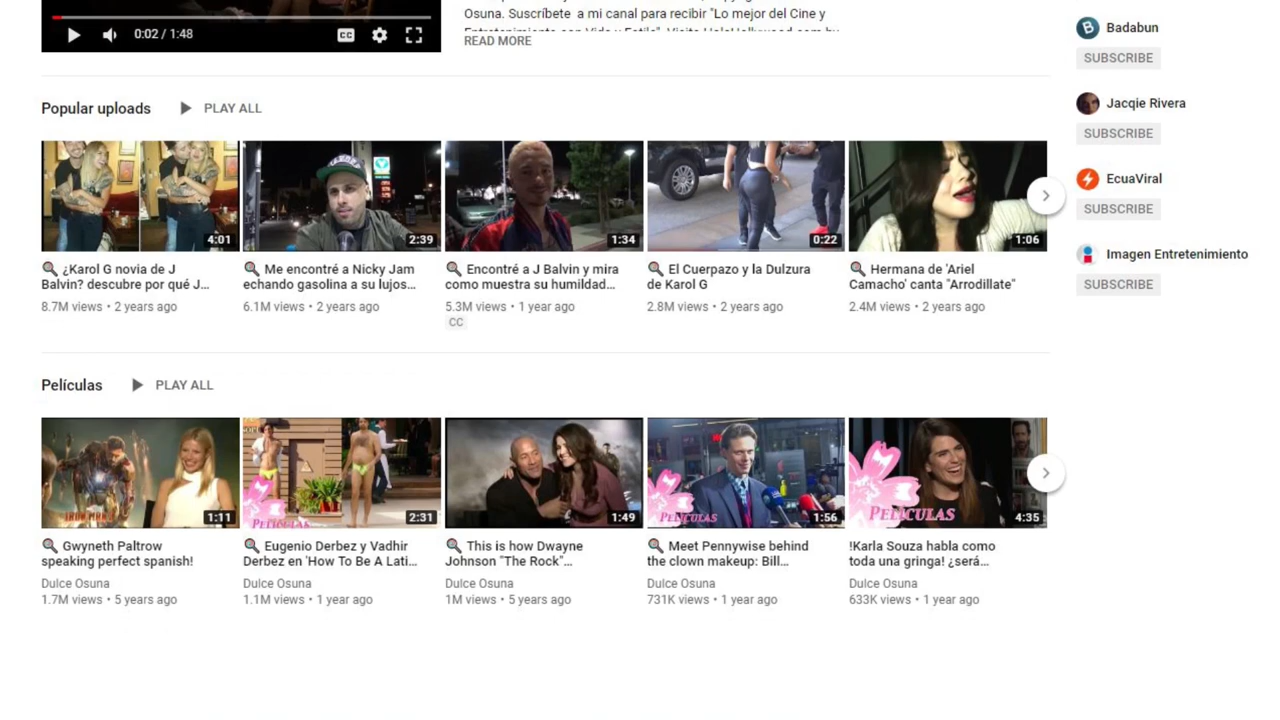 Osuna. Suscríbete a mi canal para recibir "Lo mejor del Cine y
READ MORE
0:02 / 1:48
CC
Badabun
SUBSCRIBE
Jacqie Rivera
SUBSCRIBE
EcuaViral
SUBSCRIBE
Imagen Entretenimiento
SUBSCRIBE
Popular uploads
PLAY ALL
4:01
¿Karol G novia de J
Balvin? descubre por qué J...
8.7M views • 2 years ago
2:39
Me encontré a Nicky Jam
echando gasolina a su lujos...
6.1M views • 2 years ago
1:34
Encontré a J Balvin y mira
como muestra su humildad...
5.3M views • 1 year ago
CC
0:22
El Cuerpazo y la Dulzura
de Karol G
2.8M views • 2 years ago
1:06
Hermana de 'Ariel
Camacho' canta "Arrodillate"
2.4M views • 2 years ago
Películas
PLAY ALL
IRON MAN
1:11
Gwyneth Paltrow
speaking perfect spanish!
Dulce Osuna
1.7M views • 5 years ago
PELICULAS
2:31
Eugenio Derbez y Vadhir
Derbez en 'How To Be A Lati...
Dulce Osuna
1.1M views • 1 year ago
1:49
This is how Dwayne
Johnson "The Rock"...
Dulce Osuna
1M views • 5 years ago
PELICULAS
1:56
Meet Pennywise behind
the clown makeup: Bill...
Dulce Osuna
731K views • 1 year ago
PELICULAS
4:35
!Karla Souza habla como
toda una gringa! ¿será...
Dulce Osuna
633K views • 1 year ago